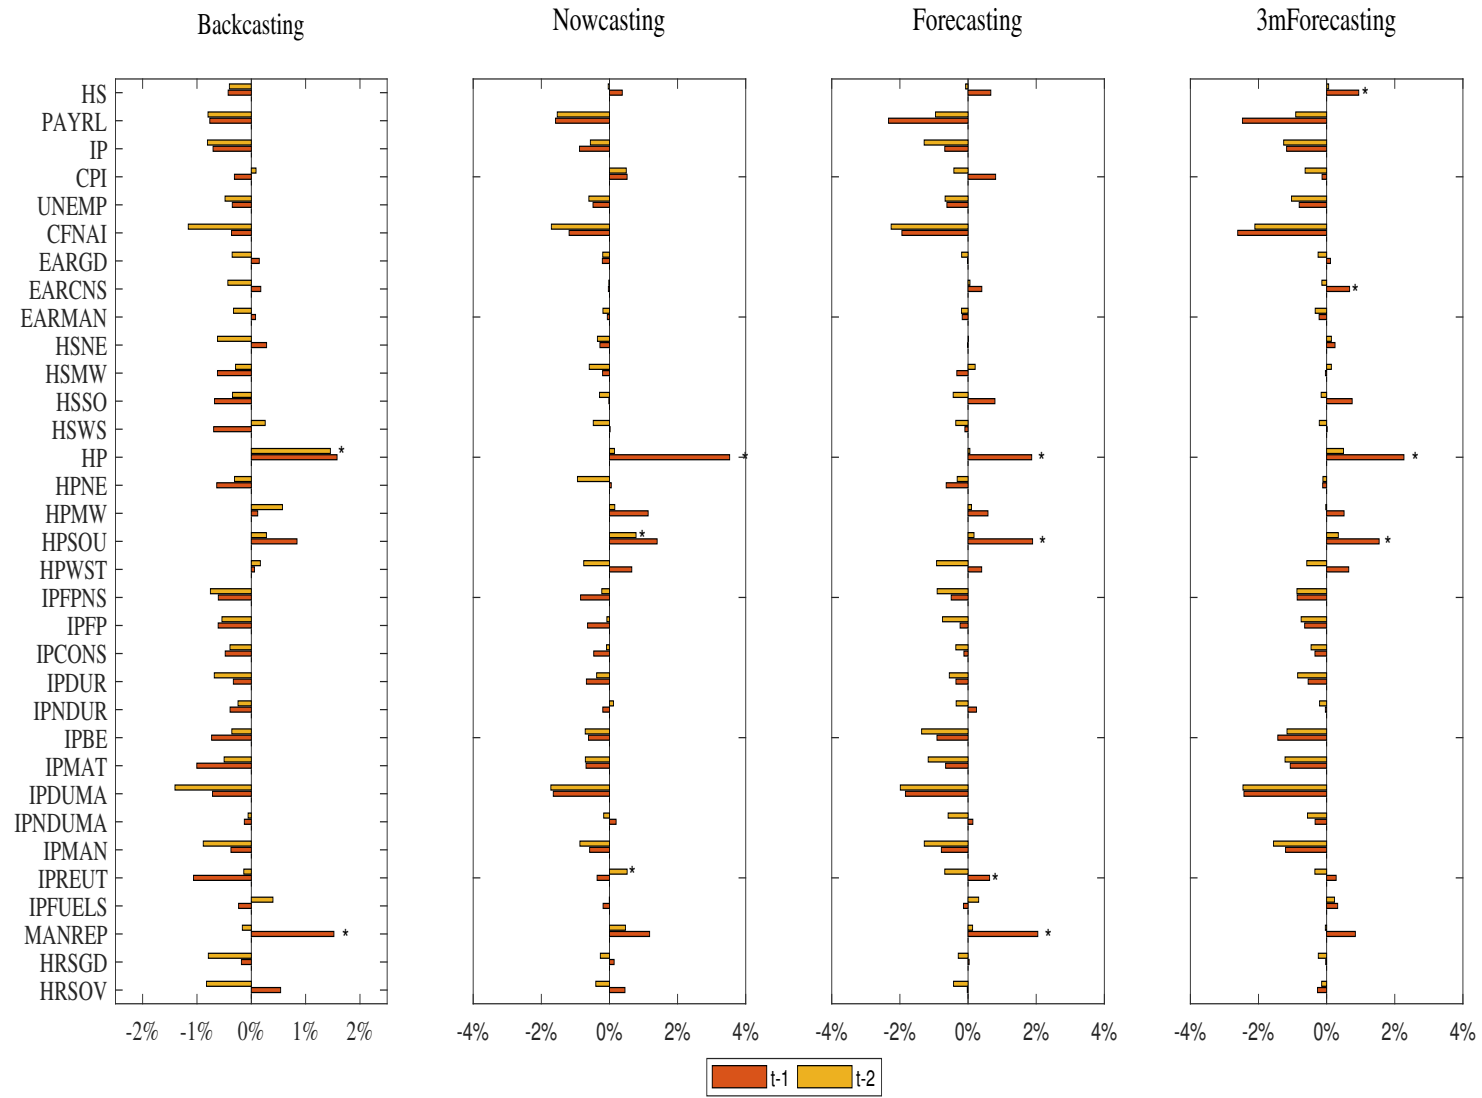 Backcasting Nowcasting Forecasting 3mForecasting
HS *
PAYRL
IP
CPI
UNEMP
CFNAI
EARGD
EARCNS *
EARMAN
HSNE
HSMW
HSSO
HSWS
HP * * * *
HPNE
HPMW
HPSOU * * *
HPWST
IPFPNS
IPFP
IPCONS
IPDUR
IPNDUR
IPBE
IPMAT
IPDUMA
IPNDUMA
IPMAN
IPREUT * *
IPFUELS
MANREP * *
HRSGD
HRSOV
-2% -1% 0% 1% 2% -4% -2% 0% 2% 4% -4% -2% 0% 2% 4% -4% -2% 0% 2% 4%
t-1 t-2